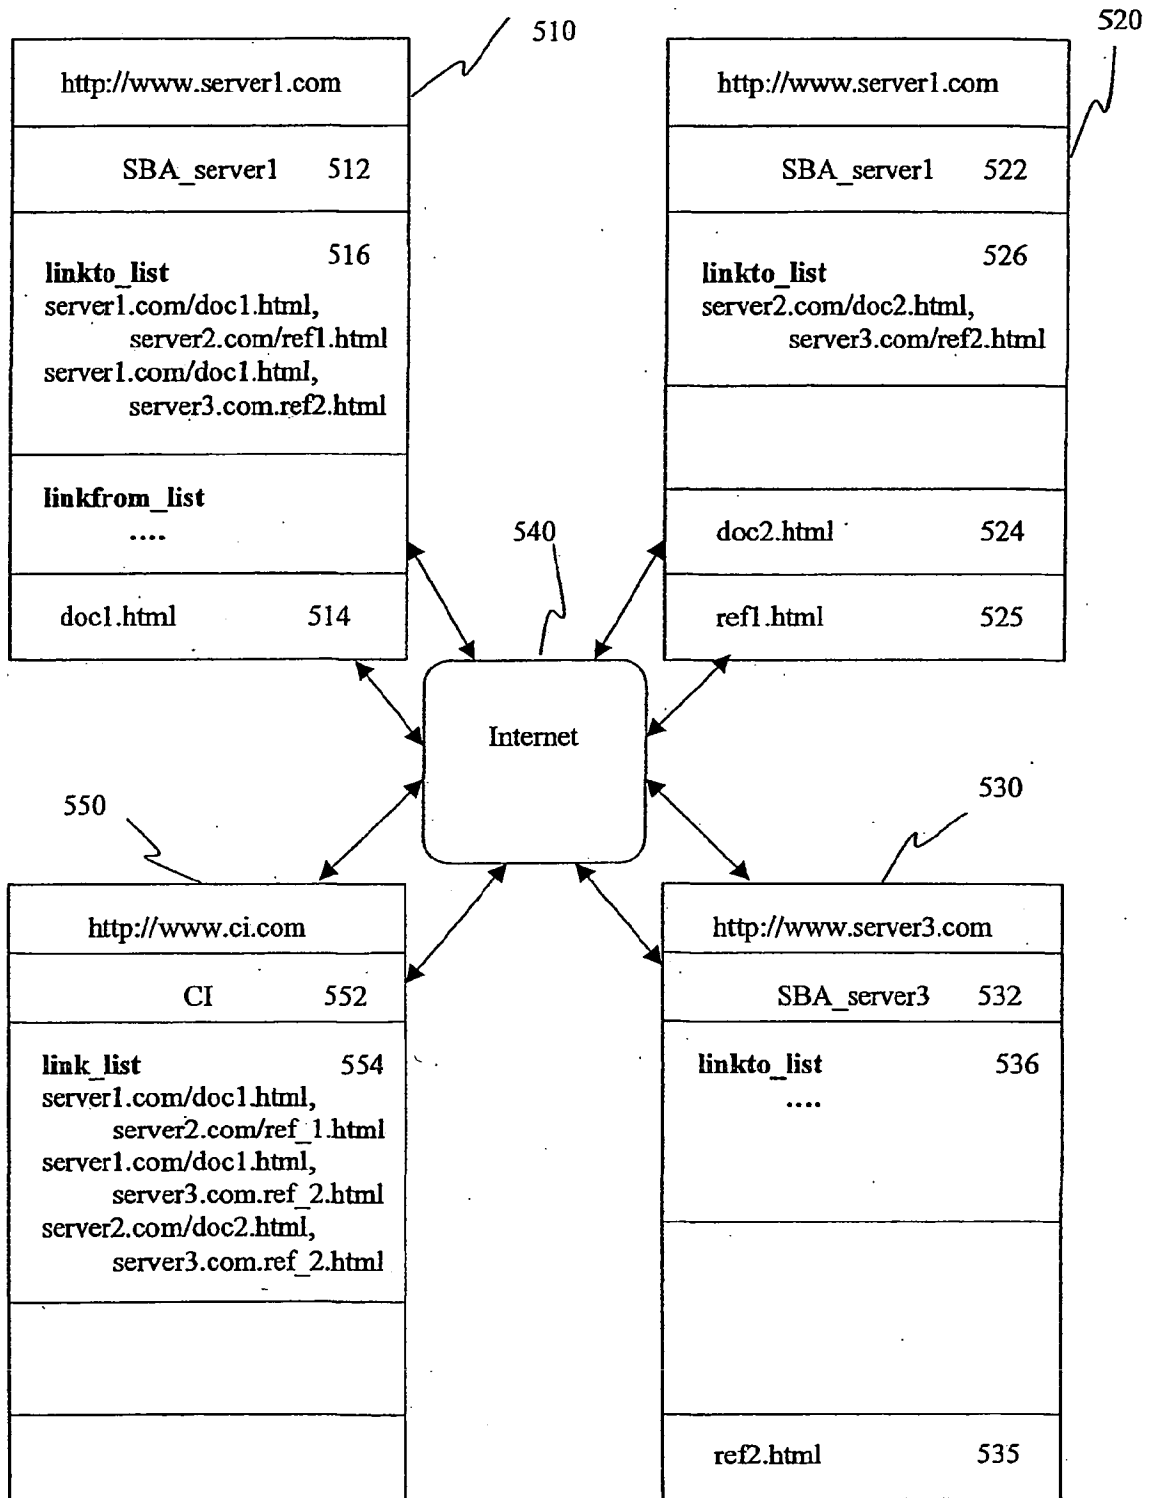 510
http://www.server1.com
SBA_server1 512
516
linkto_list
server1.com/doc1.html,
server2.com/ref1.html
server1.com/doc1.html,
server3.com.ref2.html
linkfrom_list
....
doc1.html 514
520
http://www.server1.com
SBA_server1 522
526
linkto_list
server2.com/doc2.html,
server3.com/ref2.html
doc2.html 524
ref1.html 525
540
Internet
550
http://www.ci.com
CI 552
link_list 554
server1.com/doc1.html,
server2.com/ref_1.html
server1.com/doc1.html,
server3.com.ref_2.html
server2.com/doc2.html,
server3.com.ref_2.html
530
http://www.server3.com
SBA_server3 532
linkto_list 536
....
ref2.html 535